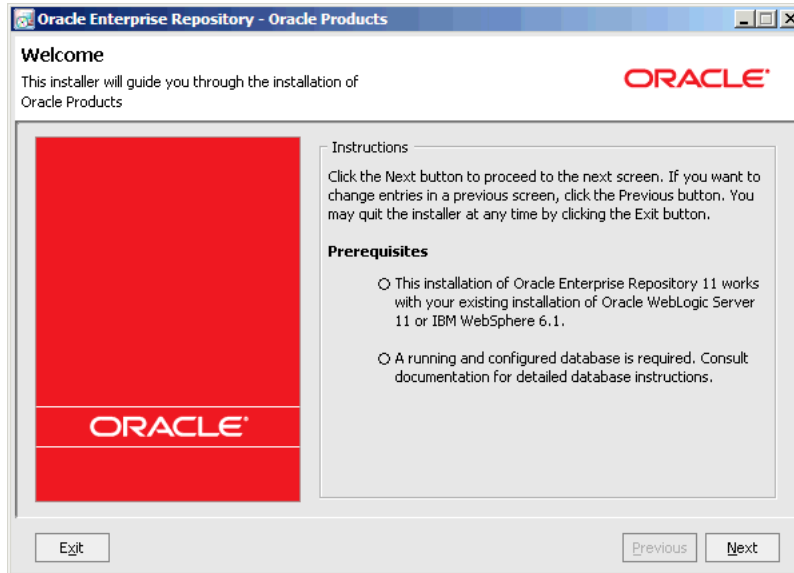 Oracle Enterprise Repository - Oracle Products
Welcome
This installer will guide you through the installation of
Oracle Products
ORACLE
Instructions
Click the Next button to proceed to the next screen. If you want to
change entries in a previous screen, click the Previous button. You
may quit the installer at any time by clicking the Exit button.
Prerequisites
This installation of Oracle Enterprise Repository 11 works
with your existing installation of Oracle WebLogic Server
11 or IBM WebSphere 6.1.
A running and configured database is required. Consult
documentation for detailed database instructions.
ORACLE
Exit
Previous
Next